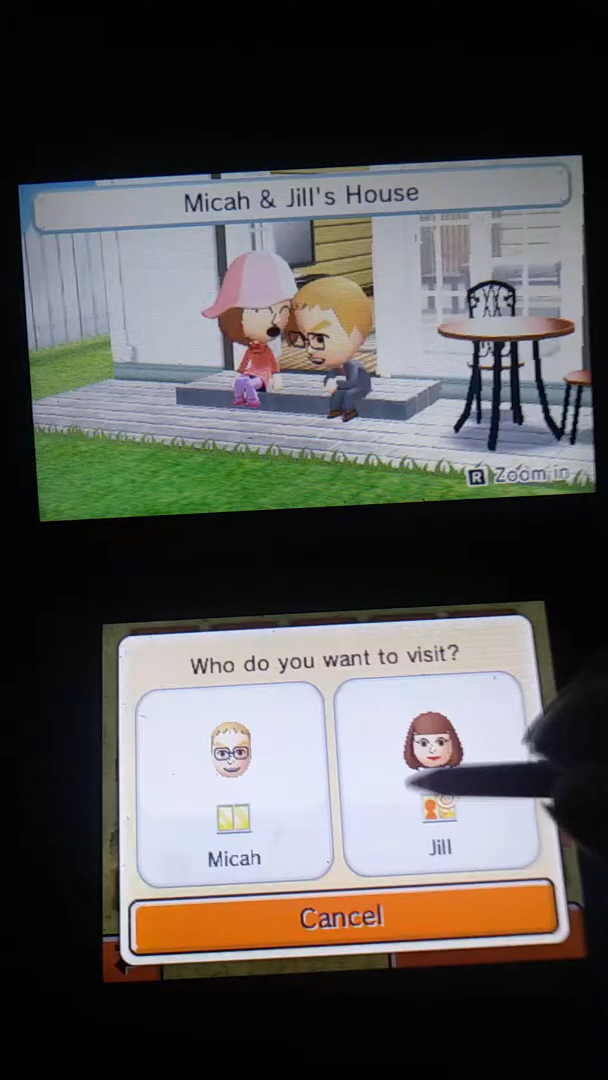 Micah & Jill's House
R Zoom in
Who do you want to visit?
Micah
Jill
Cancel